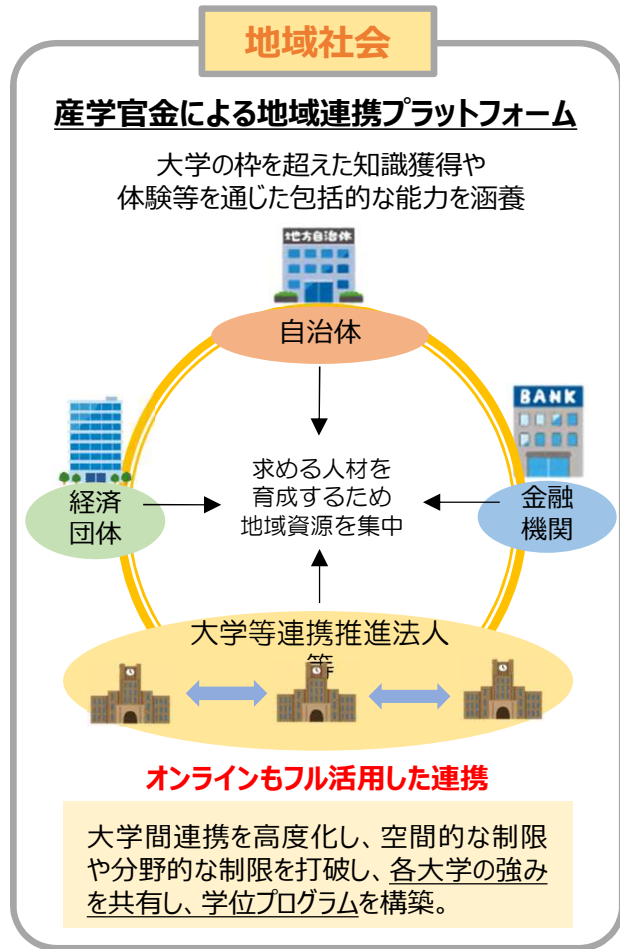 地域社会
産学官金による地域連携プラットフォーム
大学の枠を超えた知識獲得や
体験等を通じた包括的な能力を涵養
地方自治体
自治体
BANK
求める人材を
育成するため
地域資源を集中
経済
団体
金融
機関
大学等連携推進法人
等
オンラインもフル活用した連携
大学間連携を高度化し、空間的な制限
や分野的な制限を打破し、各大学の強み
を共有し、学位プログラムを構築。